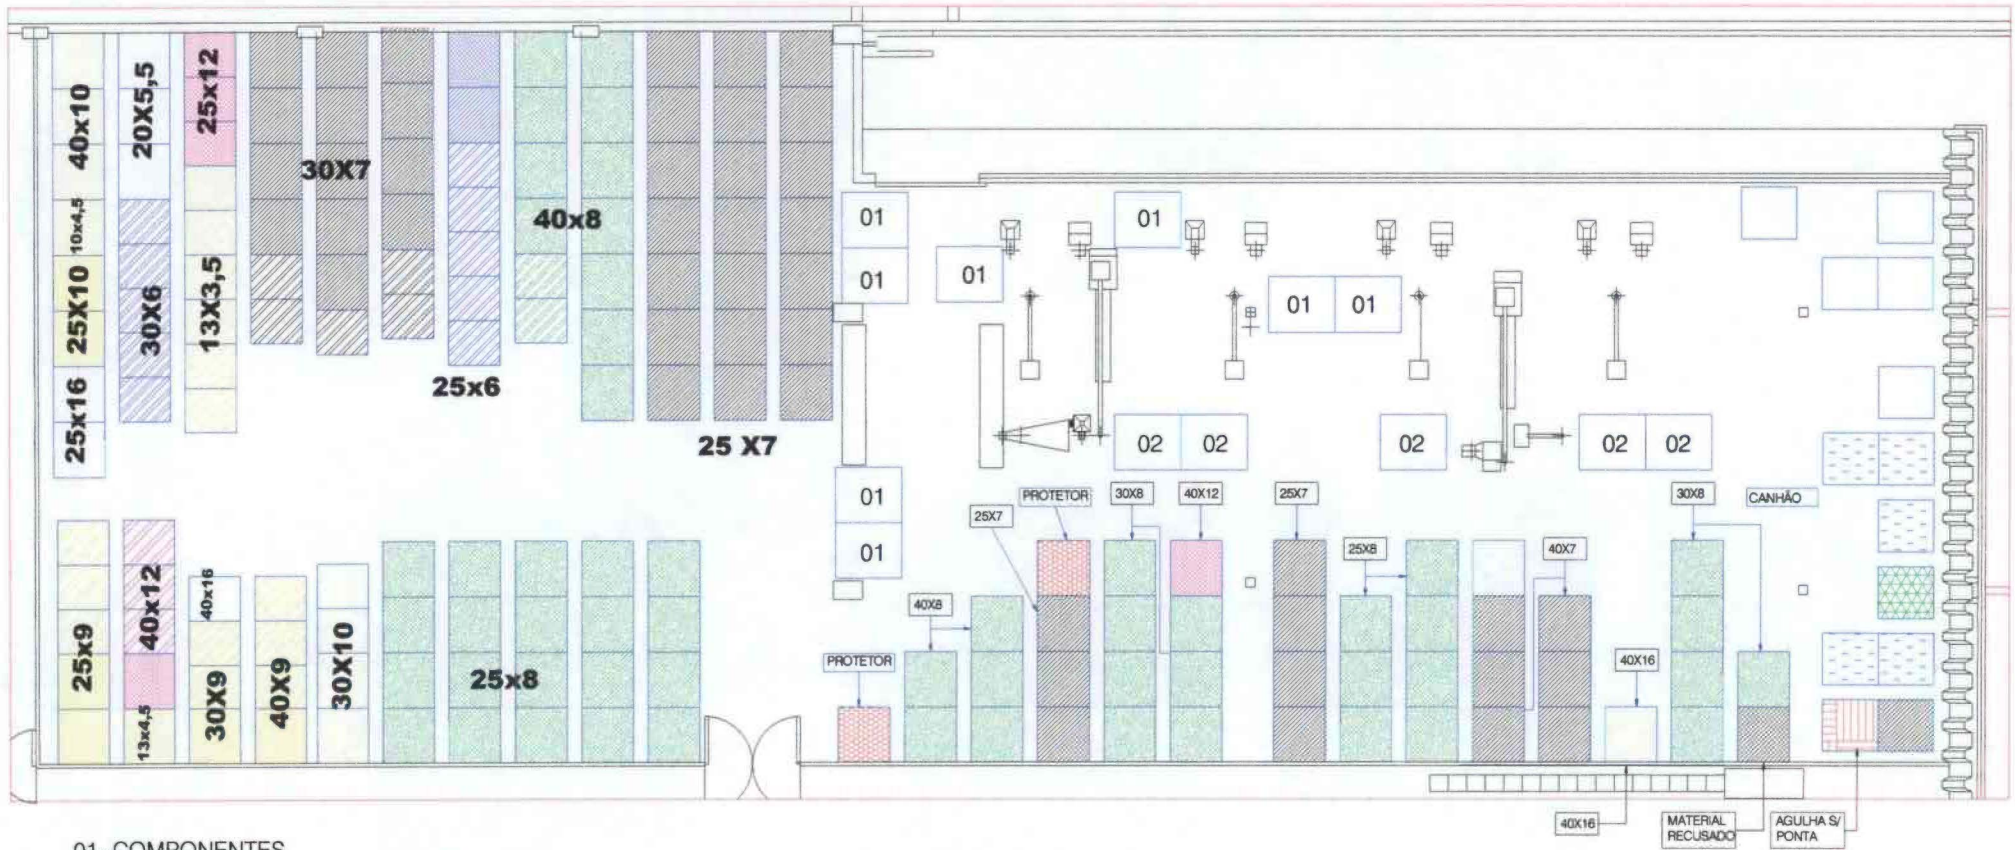 40x10
20X5,5
25x12
30X7
10x4,5
40x8
25X10
30X6
13X3,5
25x6
25x16
25 X7
01
01
01
01
01
01
02
02
02
02
02
01
01
PROTETOR
30X8
40X12
25X7
30X8
CANHÃO
25X7
25X8
40X7
40x12
40x16
40X8
25x9
30X9
40X9
30X10
25x8
13x4,5
PROTETOR
40X16
40X16
MATERIAL
RECUSADO
AGULHA S/
PONTA
01- COMPONENTES